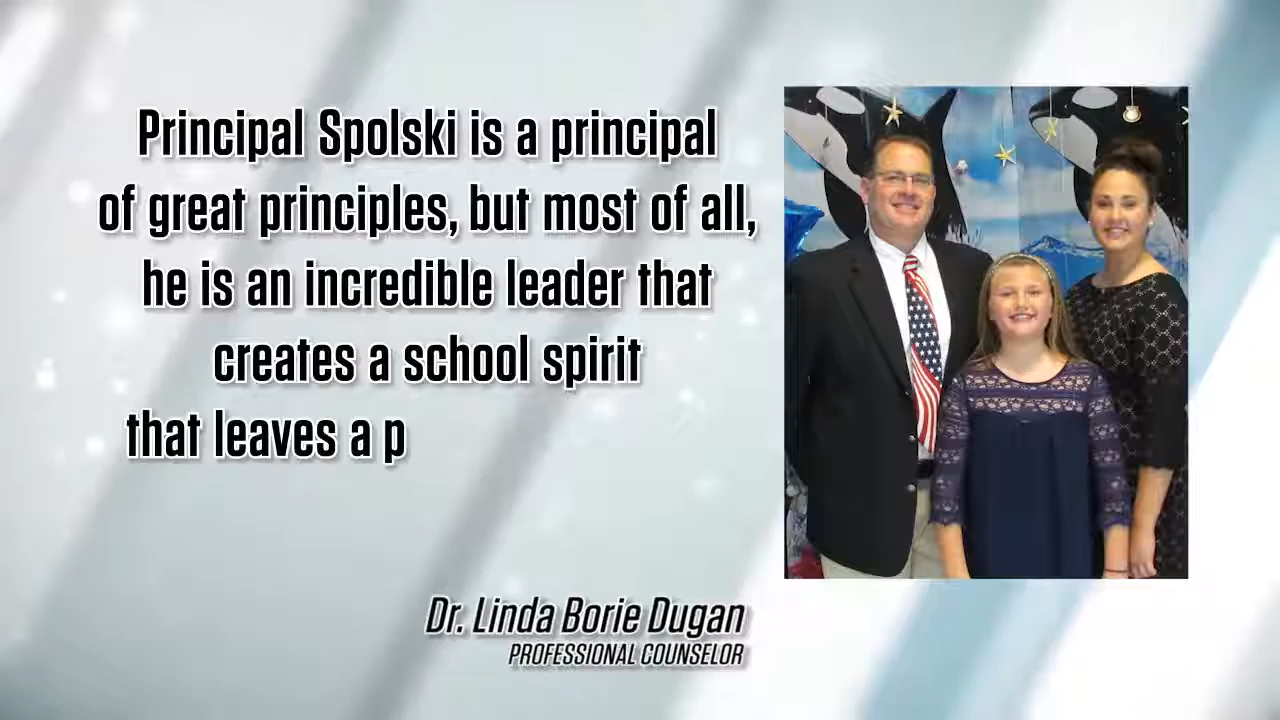 Principal Spolski is a principal
of great principles, but most of all,
he is an incredible leader that
creates a school spirit
that leaves a p
Dr. Linda Borie Dugan
PROFESSIONAL COUNSELOR